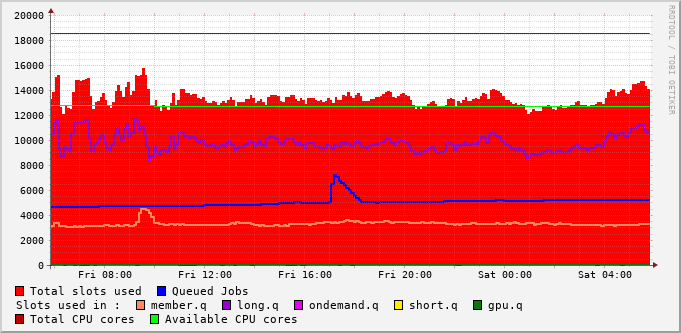 20000
18000
16000
14000
12000
10000
8000
6000
4000
2000
0
Fri 08:00 Fri 12:00 Fri 16:00 Fri 20:00 Sat 00:00 Sat 04:00
RRDTOOL / TOBI OETIKER
Total slots used Queued Jobs
Slots used in : member.q long.q ondemand.q short.q gpu.q
Total CPU cores Available CPU cores